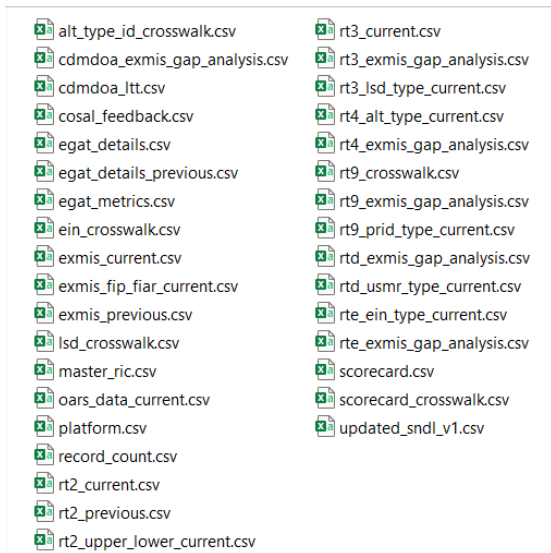 alt_type_id_crosswalk.csv
cdmdoa_exmis_gap_analysis.csv
cdmdoa_ltt.csv
cosal_feedback.csv
egat_details.csv
egat_details_previous.csv
egat_metrics.csv
ein_crosswalk.csv
exmis_current.csv
exmis_fip_fiar_current.csv
exmis_previous.csv
lsd_crosswalk.csv
master_ric.csv
oars_data_current.csv
platform.csv
record_count.csv
rt2_current.csv
rt2_previous.csv
rt2_upper_lower_current.csv
rt3_current.csv
rt3_exmis_gap_analysis.csv
rt3_lsd_type_current.csv
rt4_alt_type_current.csv
rt4_exmis_gap_analysis.csv
rt9_crosswalk.csv
rt9_exmis_gap_analysis.csv
rt9_prid_type_current.csv
rtd_exmis_gap_analysis.csv
rtd_usmr_type_current.csv
rte_ein_type_current.csv
rte_exmis_gap_analysis.csv
scorecard.csv
scorecard_crosswalk.csv
updated_sndl_v1.csv